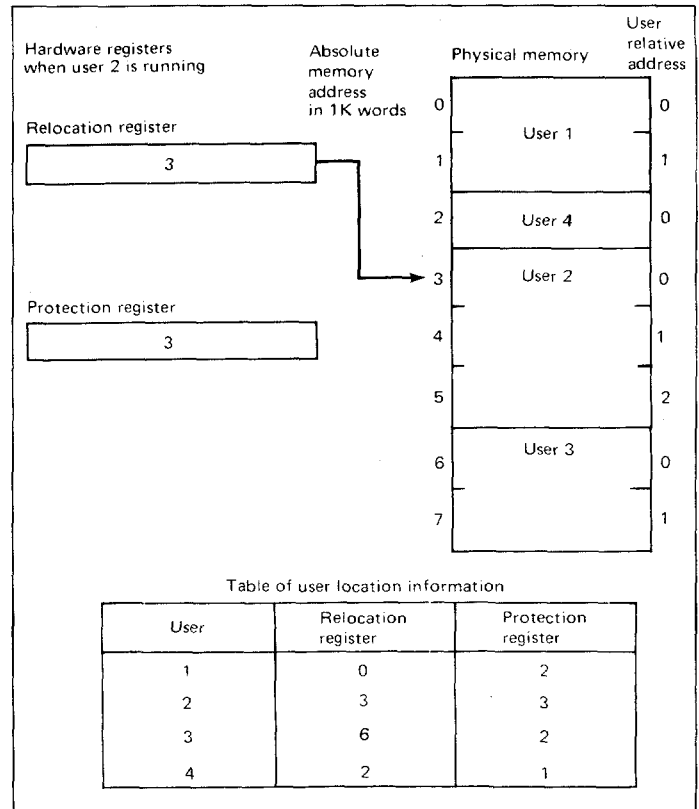 Hardware registers
when user 2 is running
Absolute
memory
address
in 1K words
Physical memory
User
relative
address
Relocation register
3
Protection register
3
0 User 1 0
1 1
2 User 4 0
3 User 2 0
4 1
5 2
6 User 3 0
7 1
Table of user location information
User Relocation register Protection register
1 0 2
2 3 3
3 6 2
4 2 1